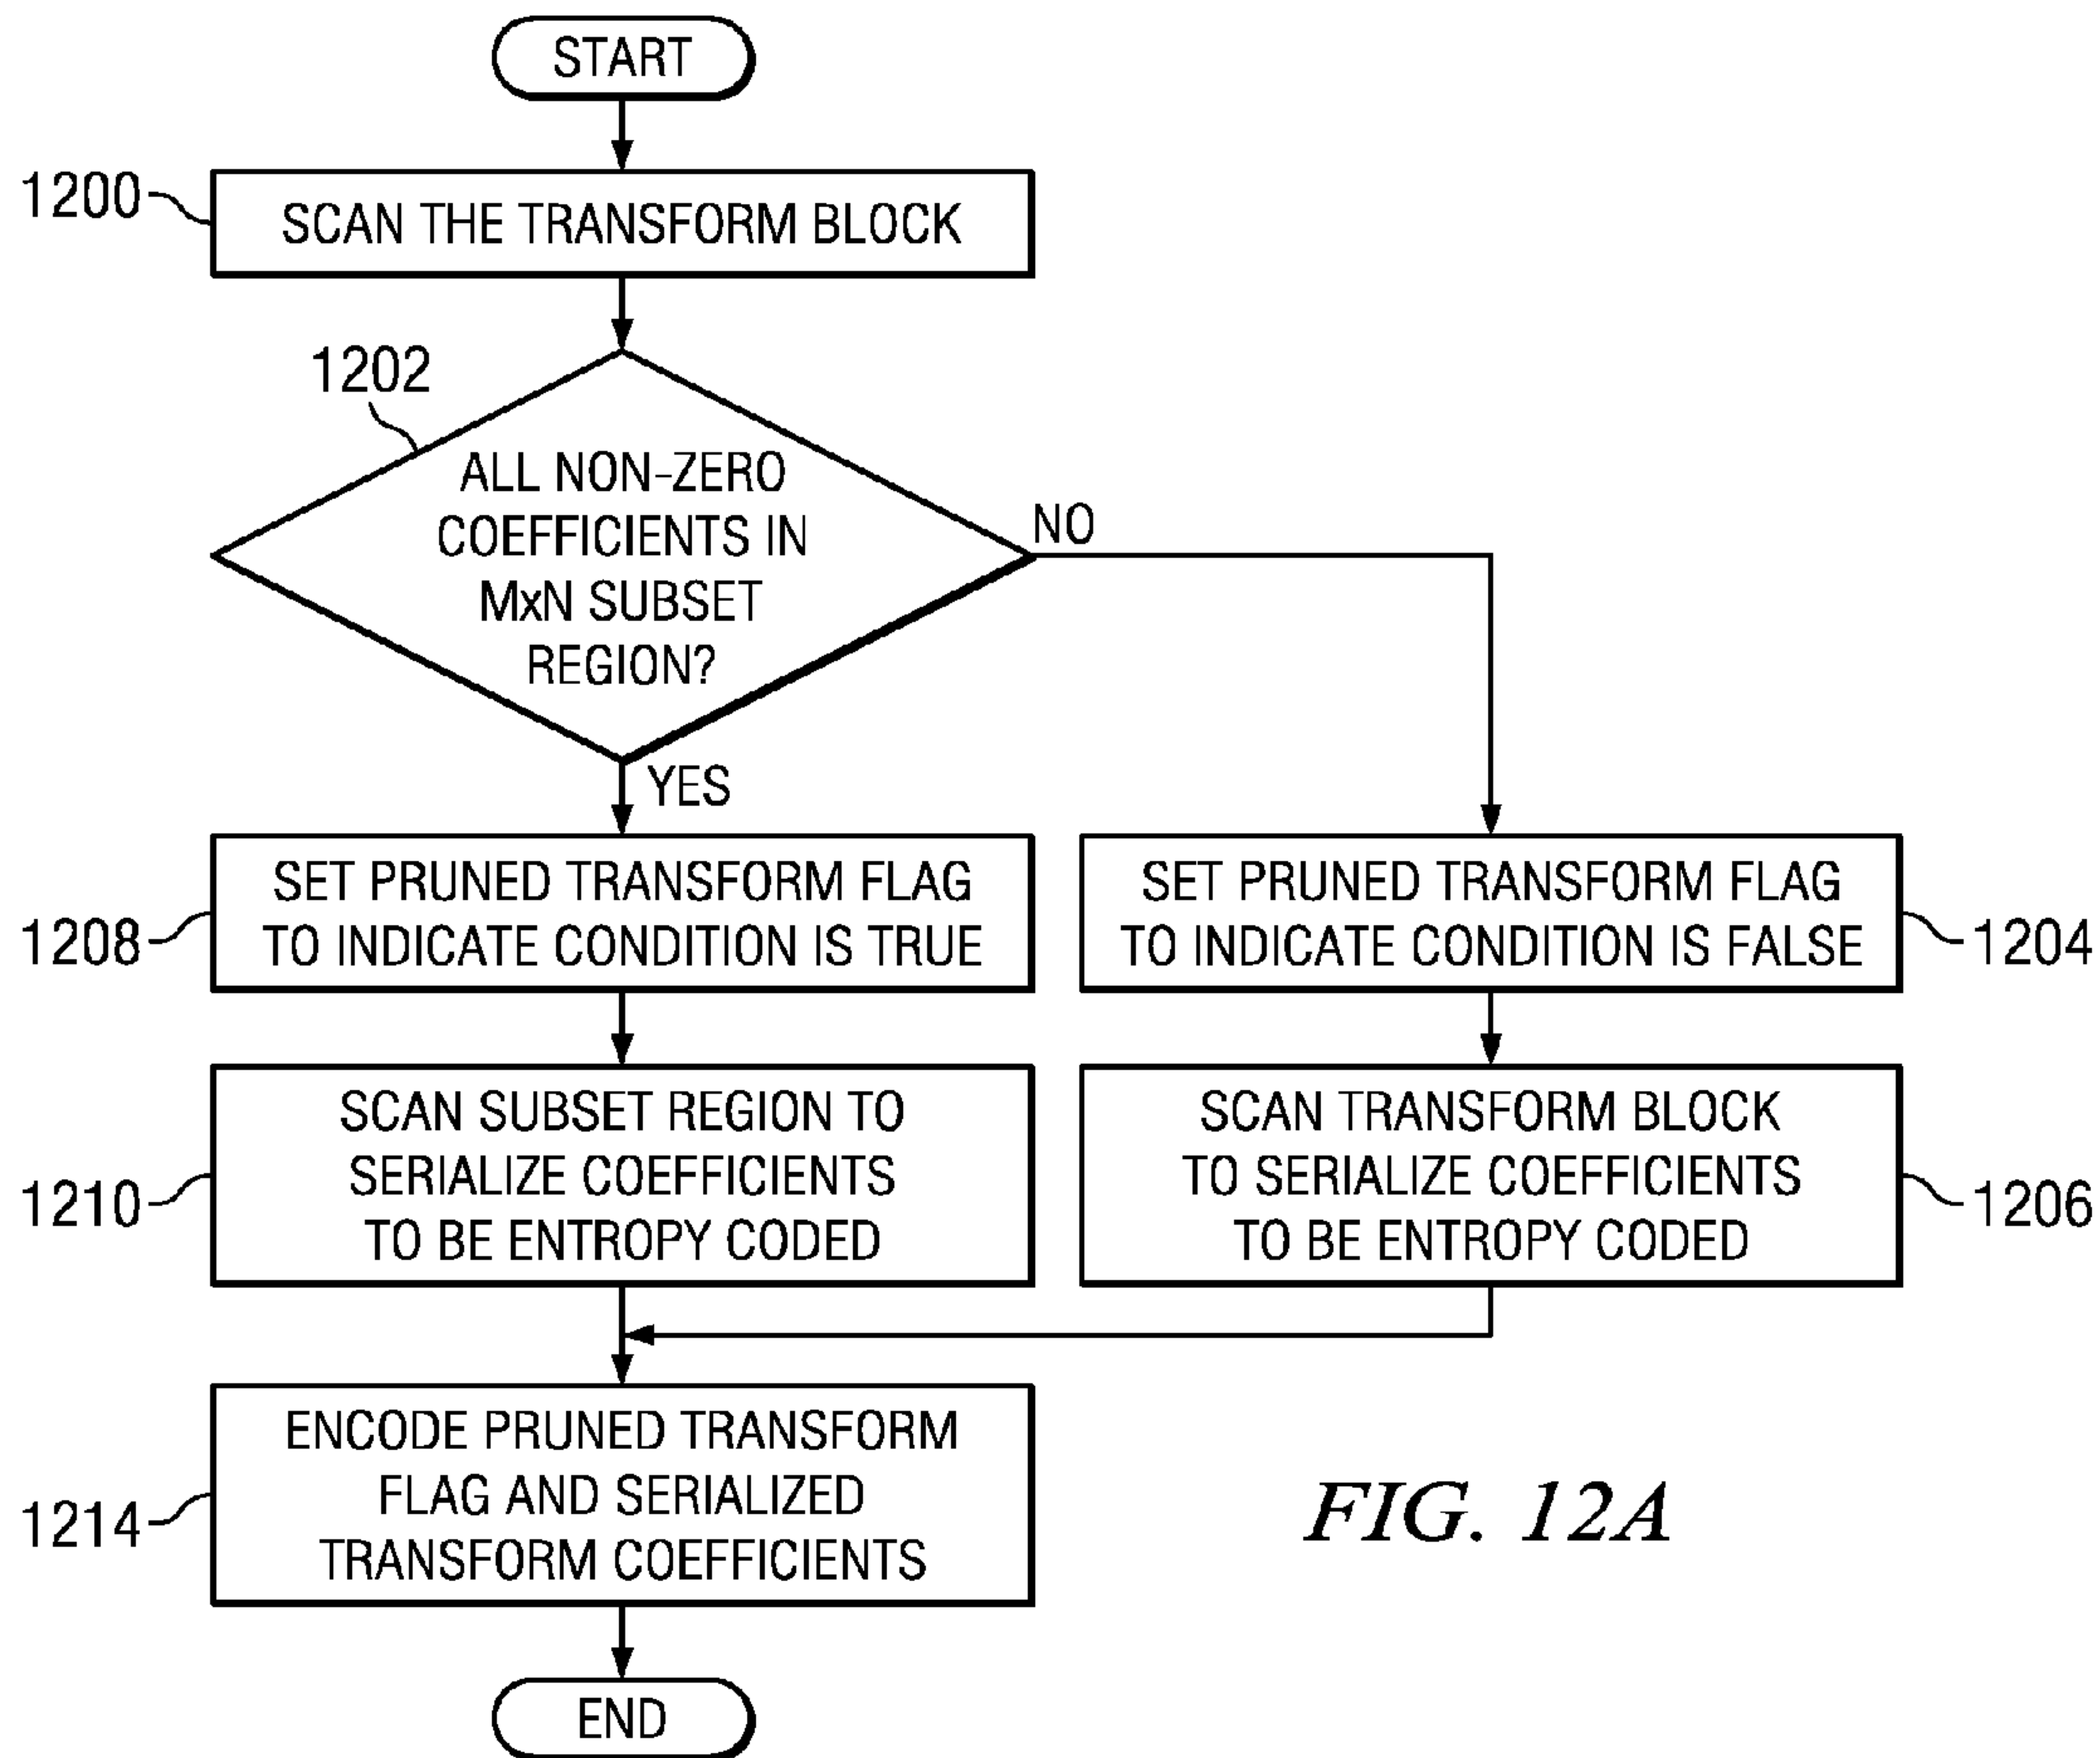 START
1200
SCAN THE TRANSFORM BLOCK
1202
ALL NON-ZERO
COEFFICIENTS IN
MxN SUBSET
REGION?
NO
YES
1208
SET PRUNED TRANSFORM FLAG
TO INDICATE CONDITION IS TRUE
SET PRUNED TRANSFORM FLAG
TO INDICATE CONDITION IS FALSE
1204
1210
SCAN SUBSET REGION TO
SERIALIZE COEFFICIENTS
TO BE ENTROPY CODED
SCAN TRANSFORM BLOCK
TO SERIALIZE COEFFICIENTS
TO BE ENTROPY CODED
1206
1214
ENCODE PRUNED TRANSFORM
FLAG AND SERIALIZED
TRANSFORM COEFFICIENTS
FIG. 12A
END